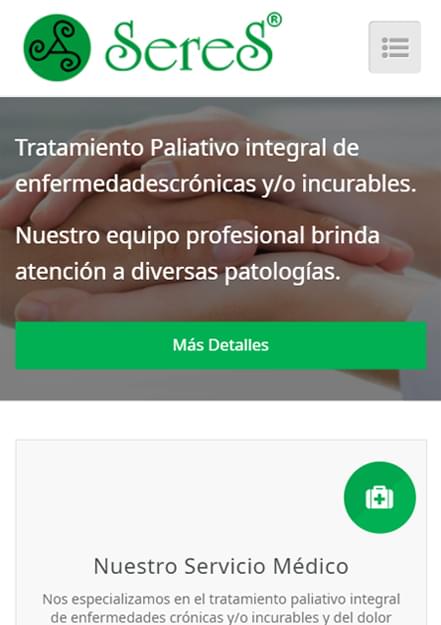 SereS®
Tratamiento Paliativo integral de
enfermedadescrónicas y/o incurables.
Nuestro equipo profesional brinda
atención a diversas patologías.
Más Detalles
Nuestro Servicio Médico
Nos especializamos en el tratamiento paliativo integral
de enfermedades crónicas y/o incurables y del dolor